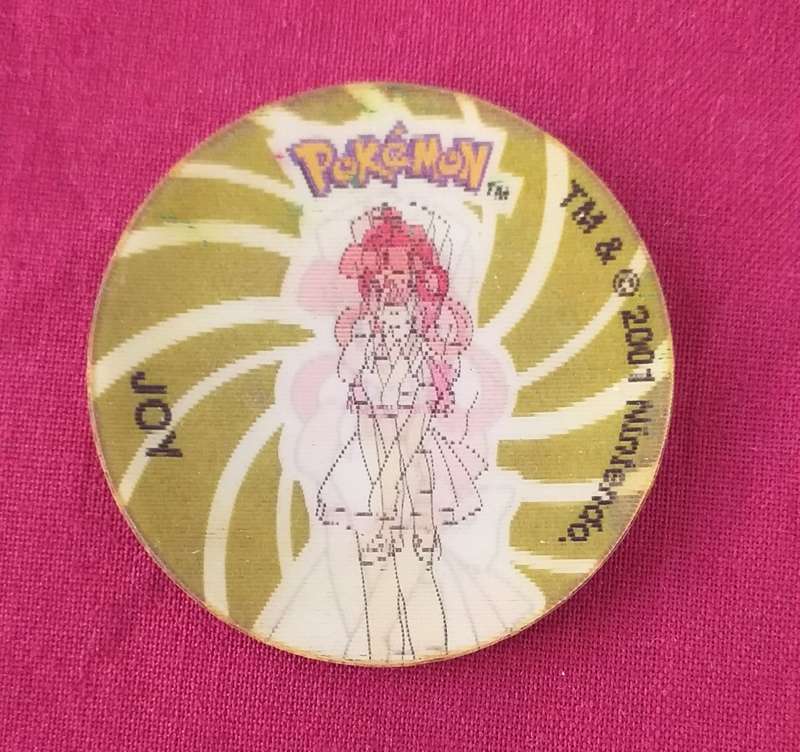 POKéMON
TM
TM & © 2001 Nintendo.
JOY